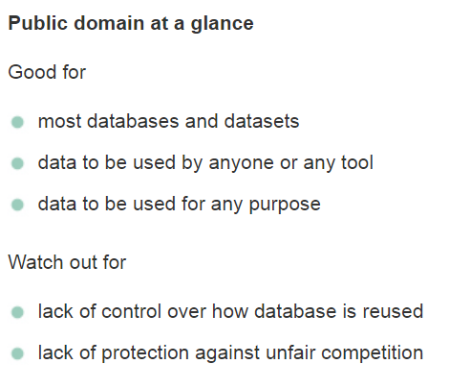 Public domain at a glance
Good for
most databases and datasets
data to be used by anyone or any tool
data to be used for any purpose
Watch out for
lack of control over how database is reused
lack of protection against unfair competition